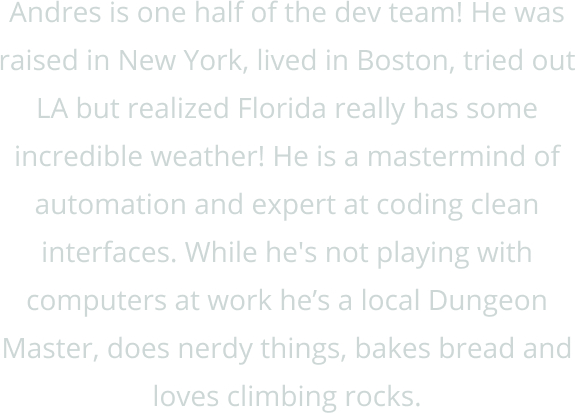 Andres is one half of the dev team! He was
raised in New York, lived in Boston, tried out
LA but realized Florida really has some
incredible weather! He is a mastermind of
automation and expert at coding clean
interfaces. While he's not playing with
computers at work he’s a local Dungeon
Master, does nerdy things, bakes bread and
loves climbing rocks.